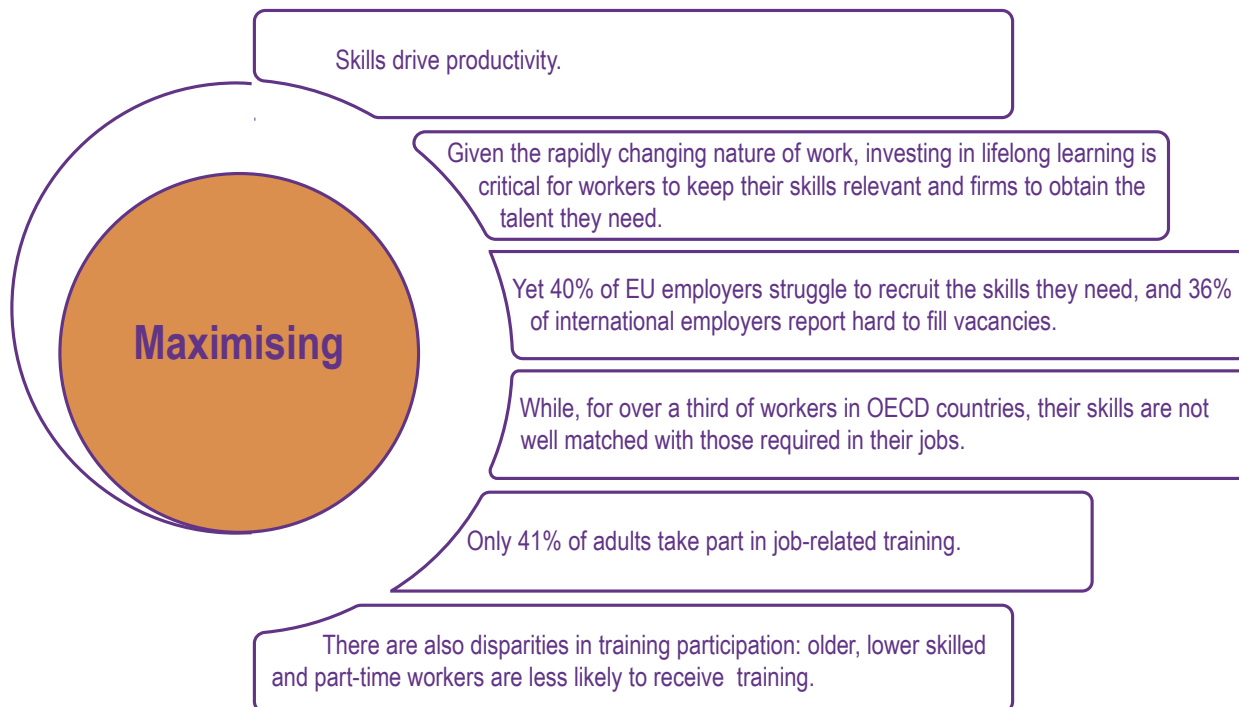 Skills drive productivity.
Given the rapidly changing nature of work, investing in lifelong learning is
critical for workers to keep their skills relevant and firms to obtain the
talent they need.
Yet 40% of EU employers struggle to recruit the skills they need, and 36%
of international employers report hard to fill vacancies.
Maximising
While, for over a third of workers in OECD countries, their skills are not
well matched with those required in their jobs.
Only 41% of adults take part in job-related training.
There are also disparities in training participation: older, lower skilled
and part-time workers are less likely to receive training.